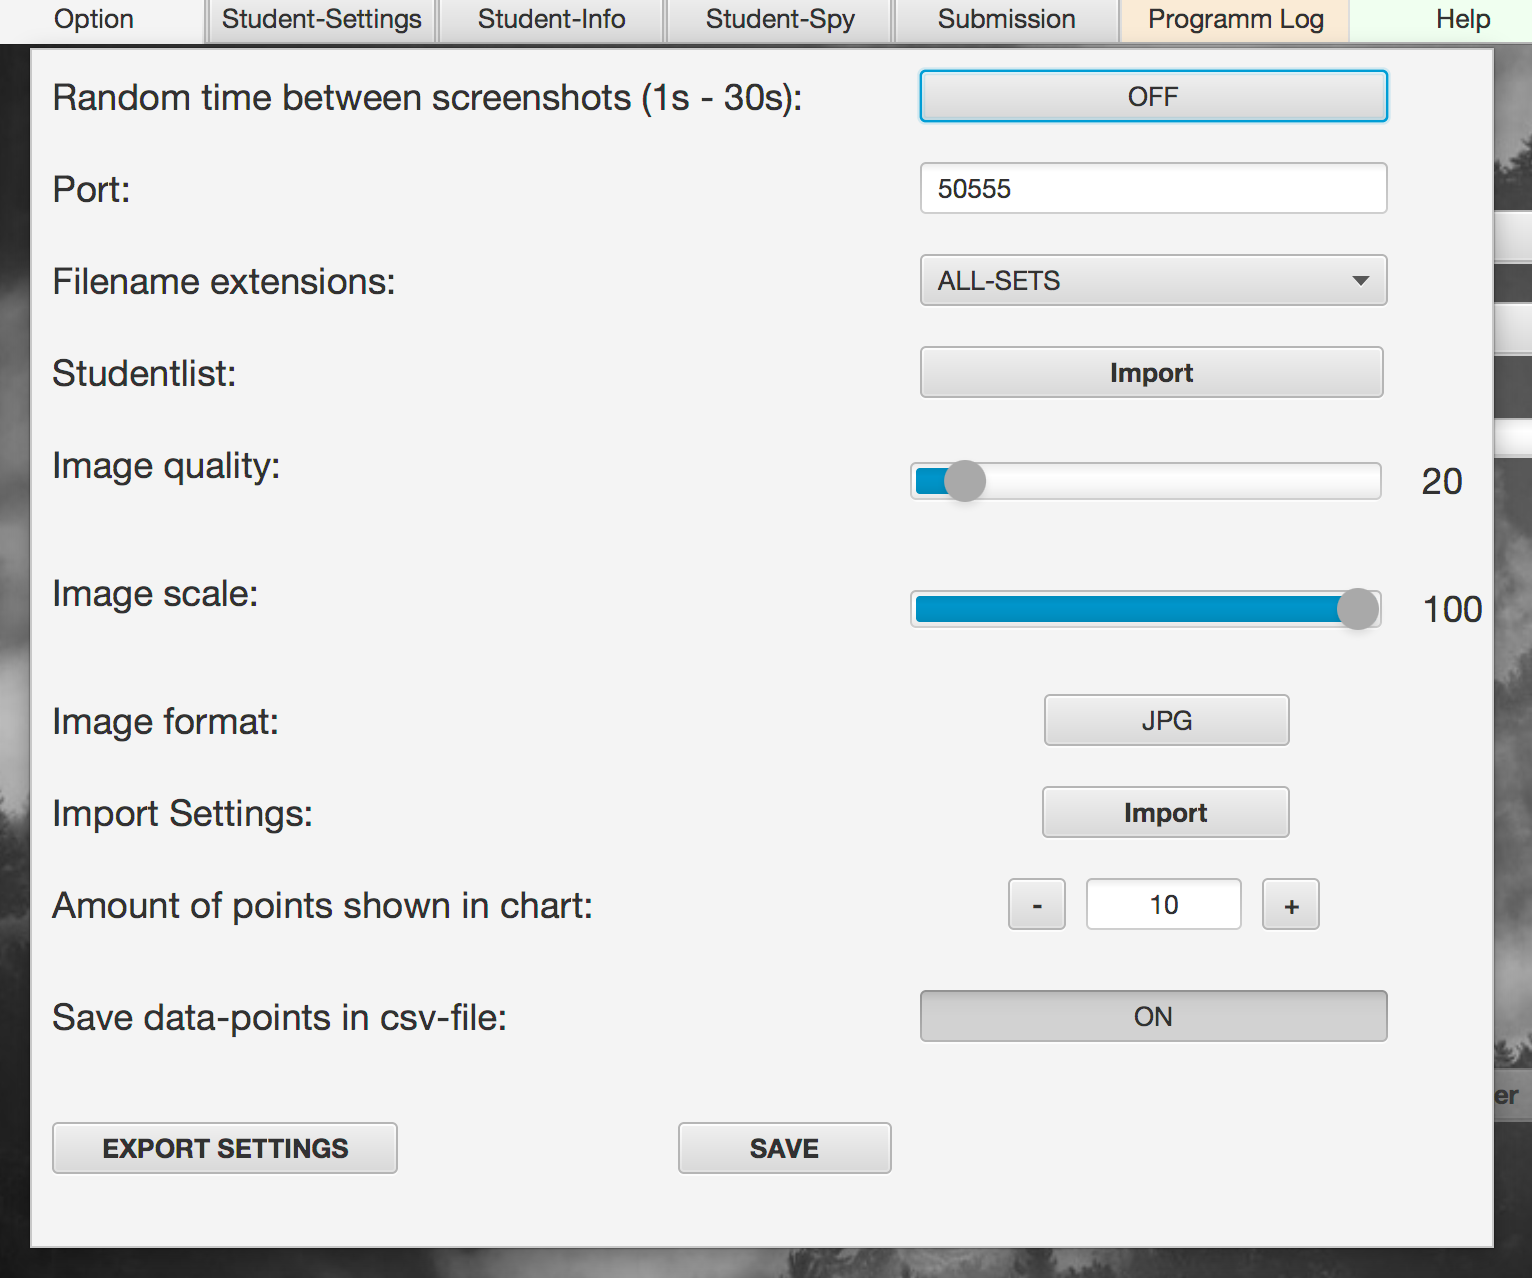 Option Student-Settings Student-Info Student-Spy Submission Programm Log Help
Random time between screenshots (1s - 30s): OFF
Port: 50555
Filename extensions: ALL-SETS
Studentlist: Import
Image quality: 20
Image scale: 100
Image format: JPG
Import Settings: Import
Amount of points shown in chart: - 10 +
Save data-points in csv-file: ON
er
EXPORT SETTINGS SAVE